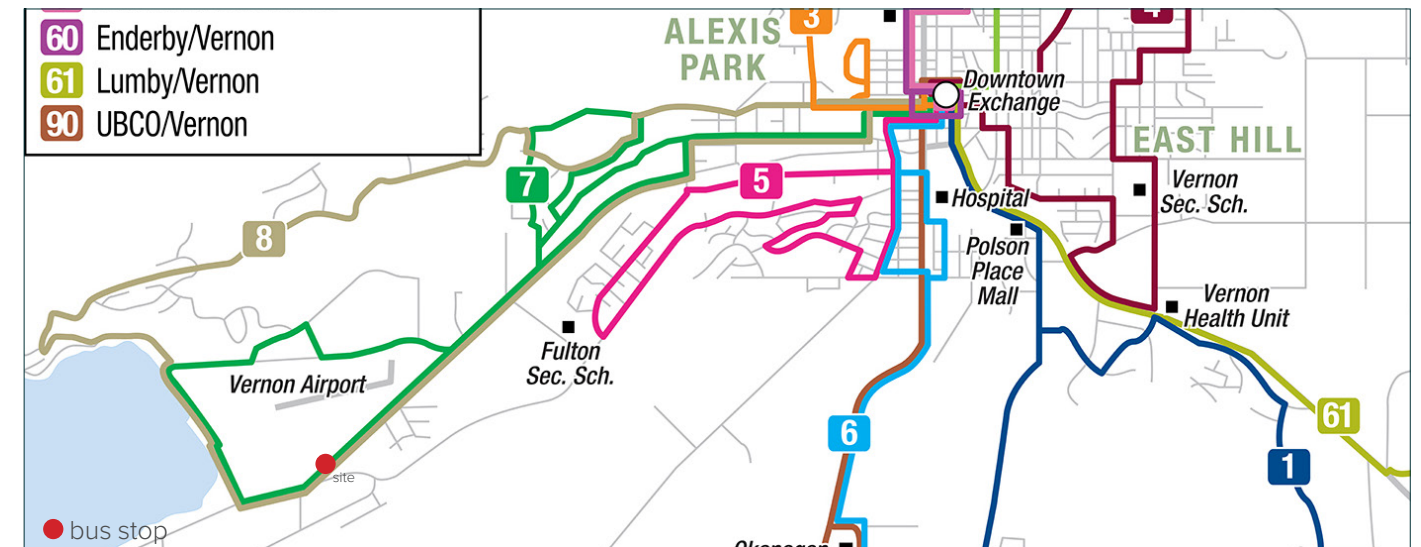 60 Enderby/Vernon
61 Lumby/Vernon
90 UBCO/Vernon
ALEXIS
PARK
3
4
Downtown
Exchange
EAST HILL
7
5
Vernon
Sec. Sch.
Hospital
8
Polson
Place
Mall
Vernon
Health Unit
Fulton
Sec. Sch.
Vernon Airport
6
61
1
site
bus stop
Okanagan